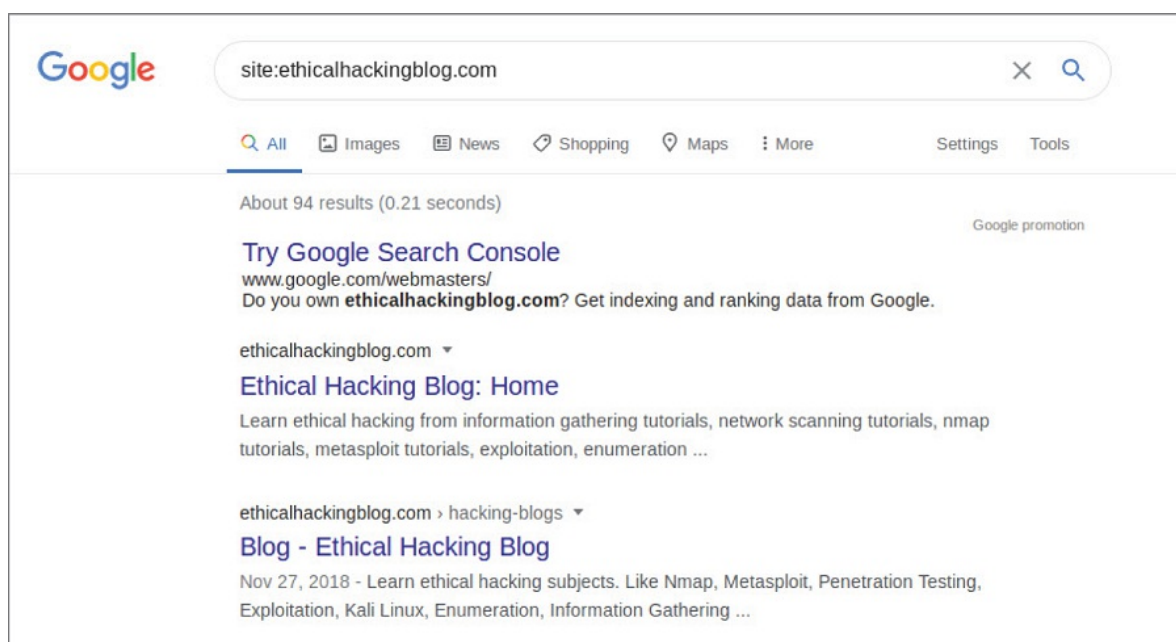 Google
site:ethicalhackingblog.com
All Images News Shopping Maps More Settings Tools
About 94 results (0.21 seconds)
Google promotion
Try Google Search Console
www.google.com/webmasters/
Do you own ethicalhackingblog.com? Get indexing and ranking data from Google.
ethicalhackingblog.com
Ethical Hacking Blog: Home
Learn ethical hacking from information gathering tutorials, network scanning tutorials, nmap
tutorials, metasploit tutorials, exploitation, enumeration ...
ethicalhackingblog.com › hacking-blogs
Blog - Ethical Hacking Blog
Nov 27, 2018 - Learn ethical hacking subjects. Like Nmap, Metasploit, Penetration Testing,
Exploitation, Kali Linux, Enumeration, Information Gathering ...